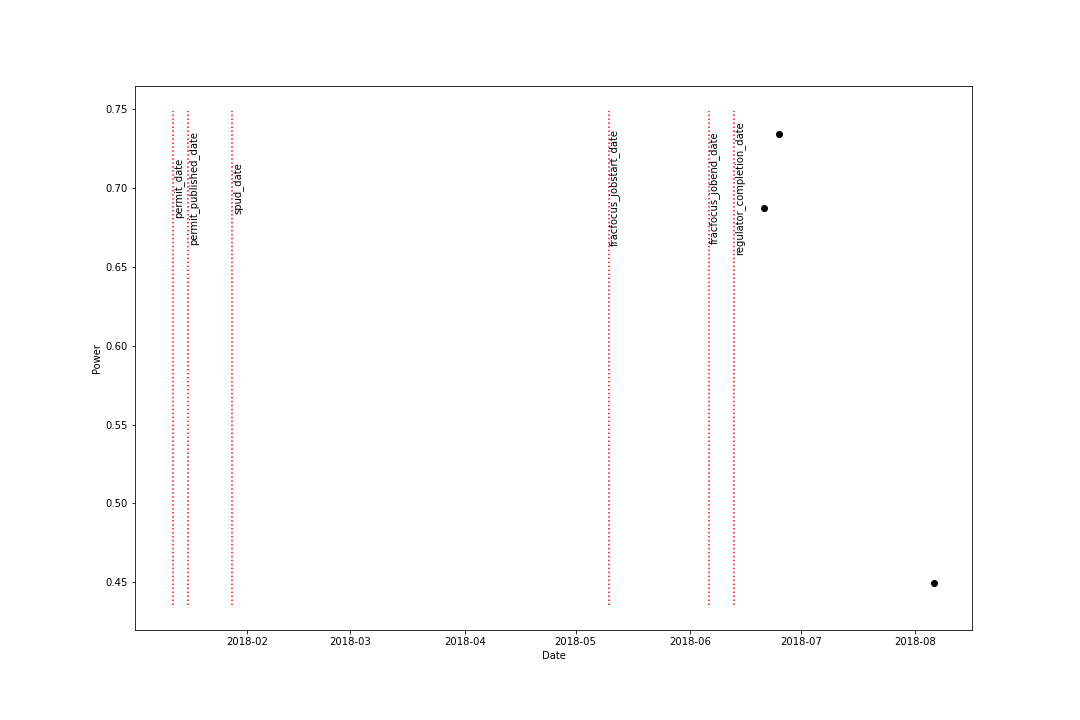 0.75
0.70
0.65
0.60
0.55
0.50
0.45
Power
permit_date
permit_published_date
spud_date
fracfocus_jobstart_date
fracfocus_jobend_date
regulator_completion_date
2018-02 2018-03 2018-04 2018-05 2018-06 2018-07 2018-08
Date